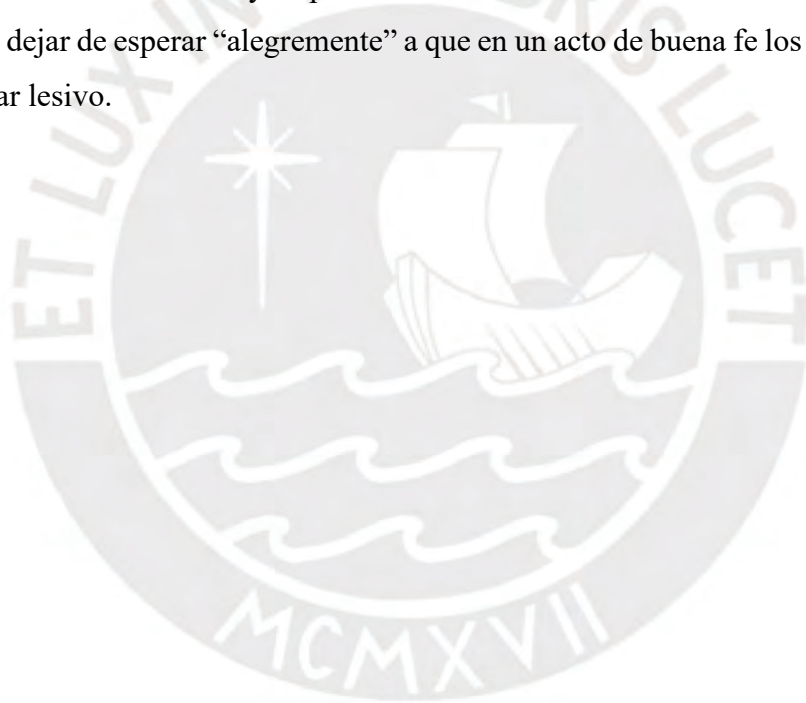 dejar de esperar “alegremente” a que en un acto de buena fe los
ar lesivo.
ET LUX IN BRIS LUCET
MCMXVII